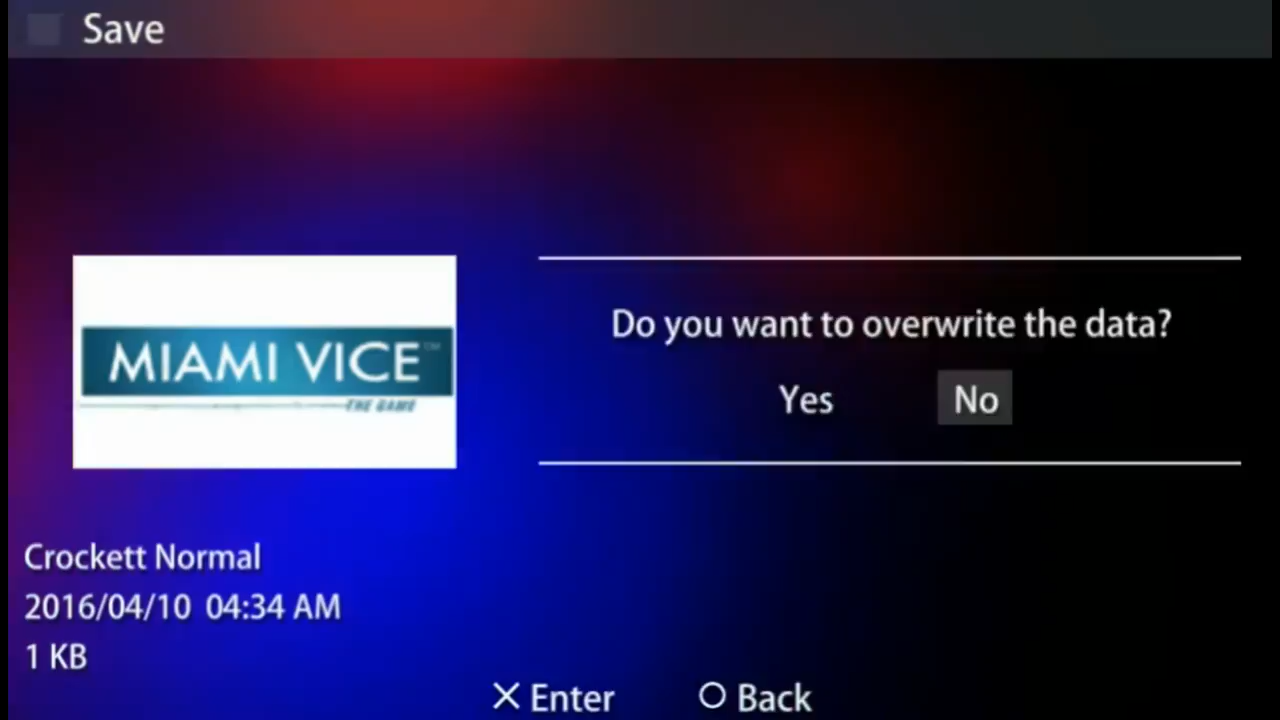 Save
MIAMI VICE SM
THE GAME
Do you want to overwrite the data?
Yes No
Crockett Normal
2016/04/10 04:34 AM
1 KB
X Enter O Back